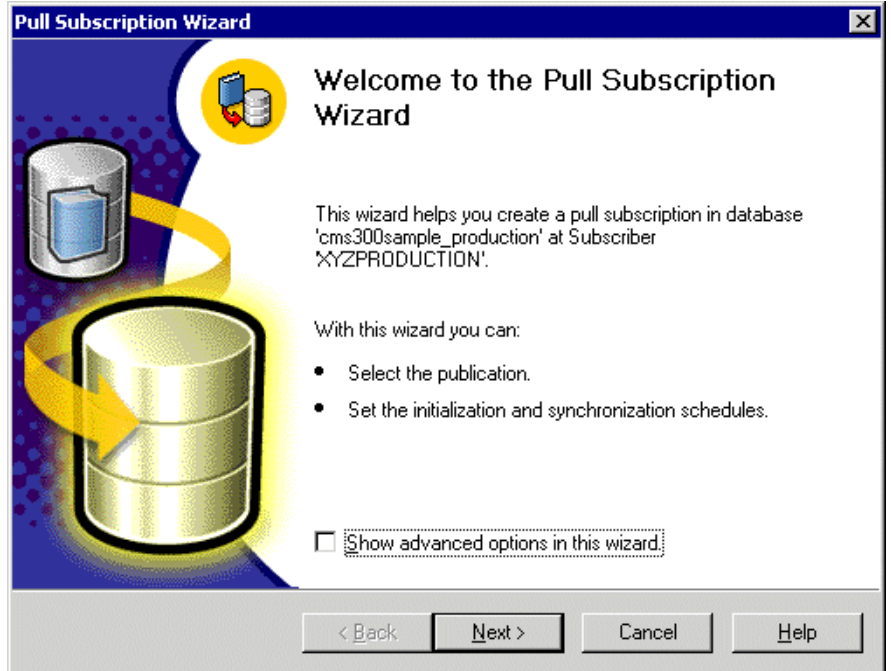 Pull Subscription Wizard
Welcome to the Pull Subscription
Wizard
This wizard helps you create a pull subscription in database
'cms300sample_production' at Subscriber
'XYZPRODUCTION'.
With this wizard you can:
• Select the publication.
• Set the initialization and synchronization schedules.
Show advanced options in this wizard.
< Back Next > Cancel Help